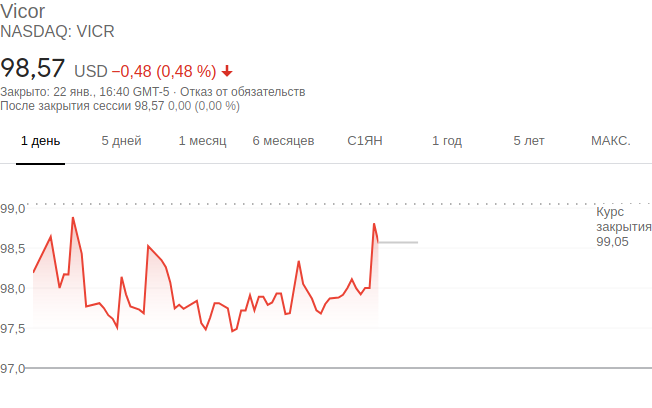 Vicor
NASDAQ: VICR
98,57 USD −0,48 (0,48 %)
Закрыто: 22 янв., 16:40 GMT-5 · Отказ от обязательств
После закрытия сессии 98,57 0,00 (0,00 %)
1 день 5 дней 1 месяц 6 месяцев С1ЯН 1 год 5 лет МАКС.
99,0
98,5
98,0
97,5
97,0
Курс
закрытия
99,05